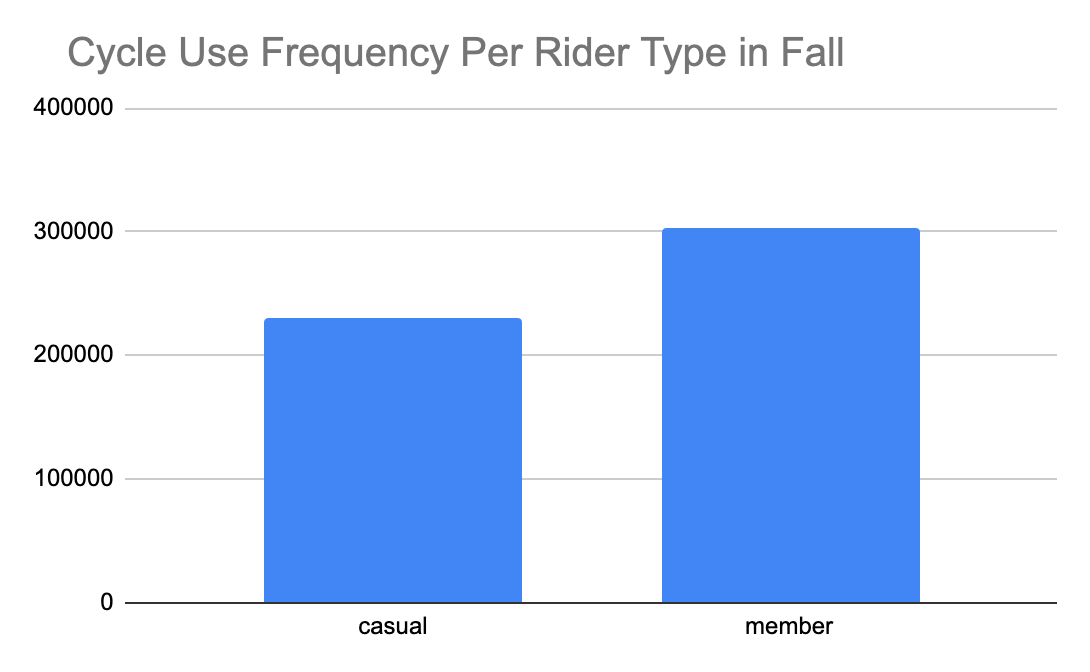 Cycle Use Frequency Per Rider Type in Fall
400000
300000
200000
100000
0
casual member